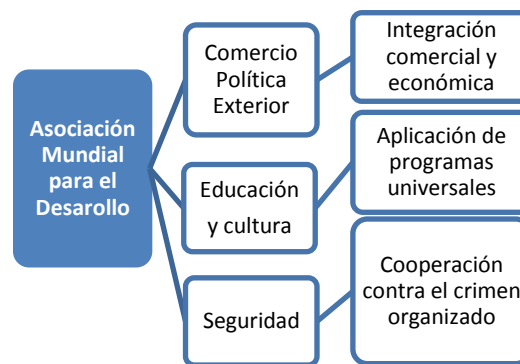 Asociación
Mundial
para el
Desarollo
Comercio
Política
Exterior
Integración
comercial y
económica
Educación
y cultura
Aplicación de
programas
universales
Seguridad
Cooperación
contra el crimen
organizado